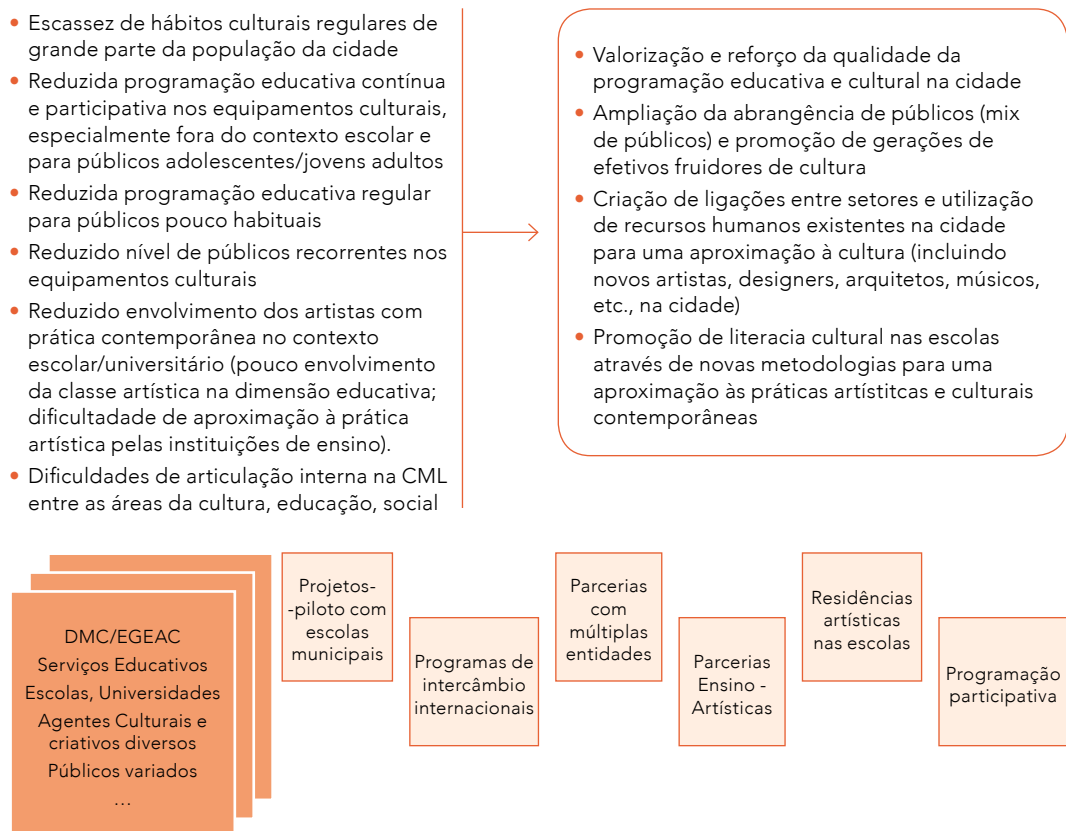 • Escassez de hábitos culturais regulares de
grande parte da população da cidade
• Reduzida programação educativa contínua
e participativa nos equipamentos culturais,
especialmente fora do contexto escolar e
para públicos adolescentes/jovens adultos
• Reduzida programação educativa regular
para públicos pouco habituais
• Reduzido nível de públicos recorrentes nos
equipamentos culturais
• Reduzido envolvimento dos artistas com
prática contemporânea no contexto
escolar/universitário (pouco envolvimento
da classe artística na dimensão educativa;
dificultadade de aproximação à prática
artística pelas instituições de ensino).
• Dificuldades de articulação interna na CML
entre as áreas da cultura, educação, social
• Valorização e reforço da qualidade da
programação educativa e cultural na cidade
• Ampliação da abrangência de públicos (mix
de públicos) e promoção de gerações de
efetivos fruidores de cultura
• Criação de ligações entre setores e utilização
de recursos humanos existentes na cidade
para uma aproximação à cultura (incluindo
novos artistas, designers, arquitetos, músicos,
etc., na cidade)
• Promoção de literacia cultural nas escolas
através de novas metodologias para uma
aproximação às práticas artístitcas e culturais
contemporâneas
DMC/EGEAC
Serviços Educativos
Escolas, Universidades
Agentes Culturais e
criativos diversos
Públicos variados
...
Projetos-
-piloto com
escolas
municipais
Programas de
intercâmbio
internacionais
Parcerias
com
múltiplas
entidades
Parcerias
Ensino -
Artísticas
Residências
artísticas
nas escolas
Programação
participativa